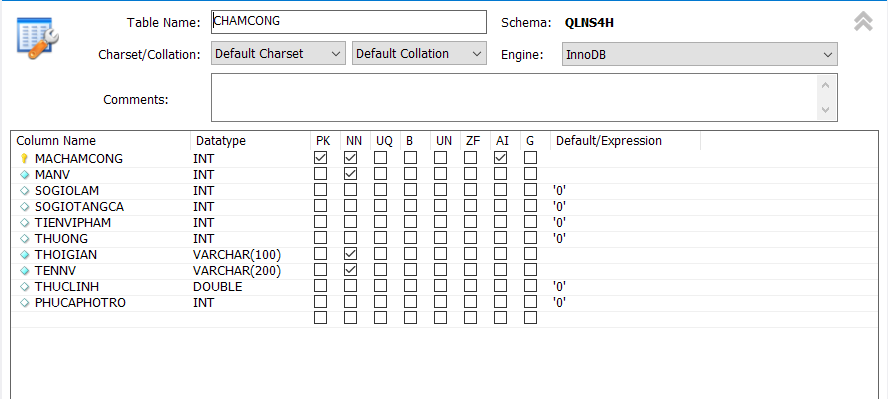 Table Name: CHAMCONG Schema: QLNS4H
Charset/Collation: Default Charset Default Collation Engine: InnoDB
Comments:
Column Name Datatype PK NN UQ B UN ZF AI G Default/Expression
MACHAMCONG INT
MANV INT
SOGIOLAM INT '0'
SOGIOTANGCA INT '0'
TIENVIPHAM INT '0'
THUONG INT '0'
THOIGIAN VARCHAR(100)
TENNV VARCHAR(200)
THUCLINH DOUBLE '0'
PHUCAPHOTRO INT '0'